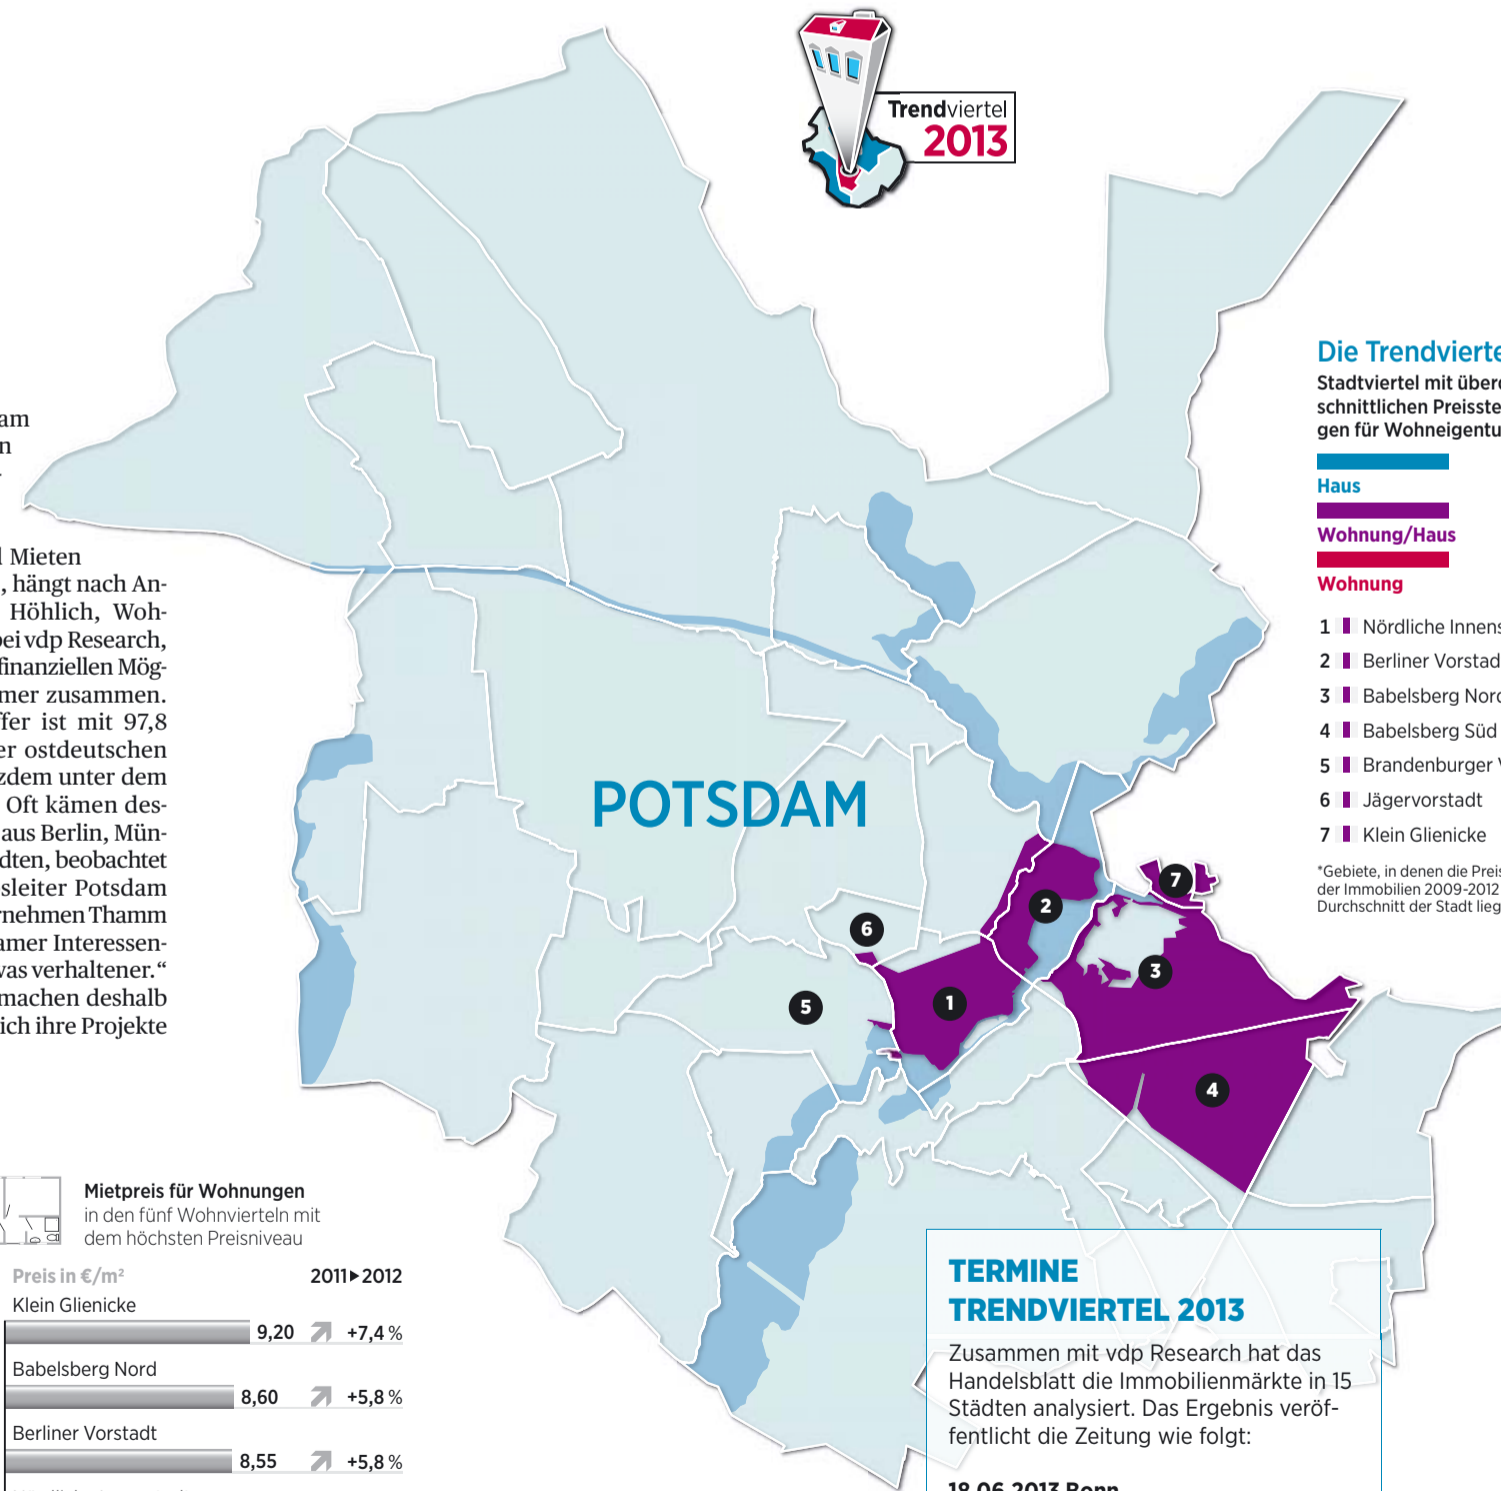 Trendviertel
2013
am
n
l Mieten
, hängt nach An-
Höhlich, Woh-
bei vdp Research,
finanziellen Mög-
mer zusammen.
fer ist mit 97,8
er ostdeutschen
zdem unter dem
Oft kämen des-
aus Berlin, Mün-
dten, beobachtet
sleiter Potsdam
rnehmen Thamm
amer Interessen-
was verhaltener.“
machen deshalb
ich ihre Projekte
POTSDAM
1
2
3
4
5
6
7
Die Trendvierte
Stadtviertel mit überd
schnittlichen Preisste
gen für Wohneigentu
Haus
Wohnung/Haus
Wohnung
1 Nördliche Innens
2 Berliner Vorstad
3 Babelsberg Nord
4 Babelsberg Süd
5 Brandenburger V
6 Jägervorstadt
7 Klein Glienicke
*Gebiete, in denen die Preis
der Immobilien 2009-2012
Durchschnitt der Stadt lieg
Mietpreis für Wohnungen
in den fünf Wohnvierteln mit
dem höchsten Preisniveau
Preis in €/m² 2011▸2012
Klein Glienicke
9,20 +7,4 %
Babelsberg Nord
8,60 +5,8 %
Berliner Vorstadt
8,55 +5,8 %
TERMINE
TRENDVIERTEL 2013
Zusammen mit vdp Research hat das
Handelsblatt die Immobilienmärkte in 15
Städten analysiert. Das Ergebnis veröf-
fentlicht die Zeitung wie folgt:
18.06.2013 Bonn